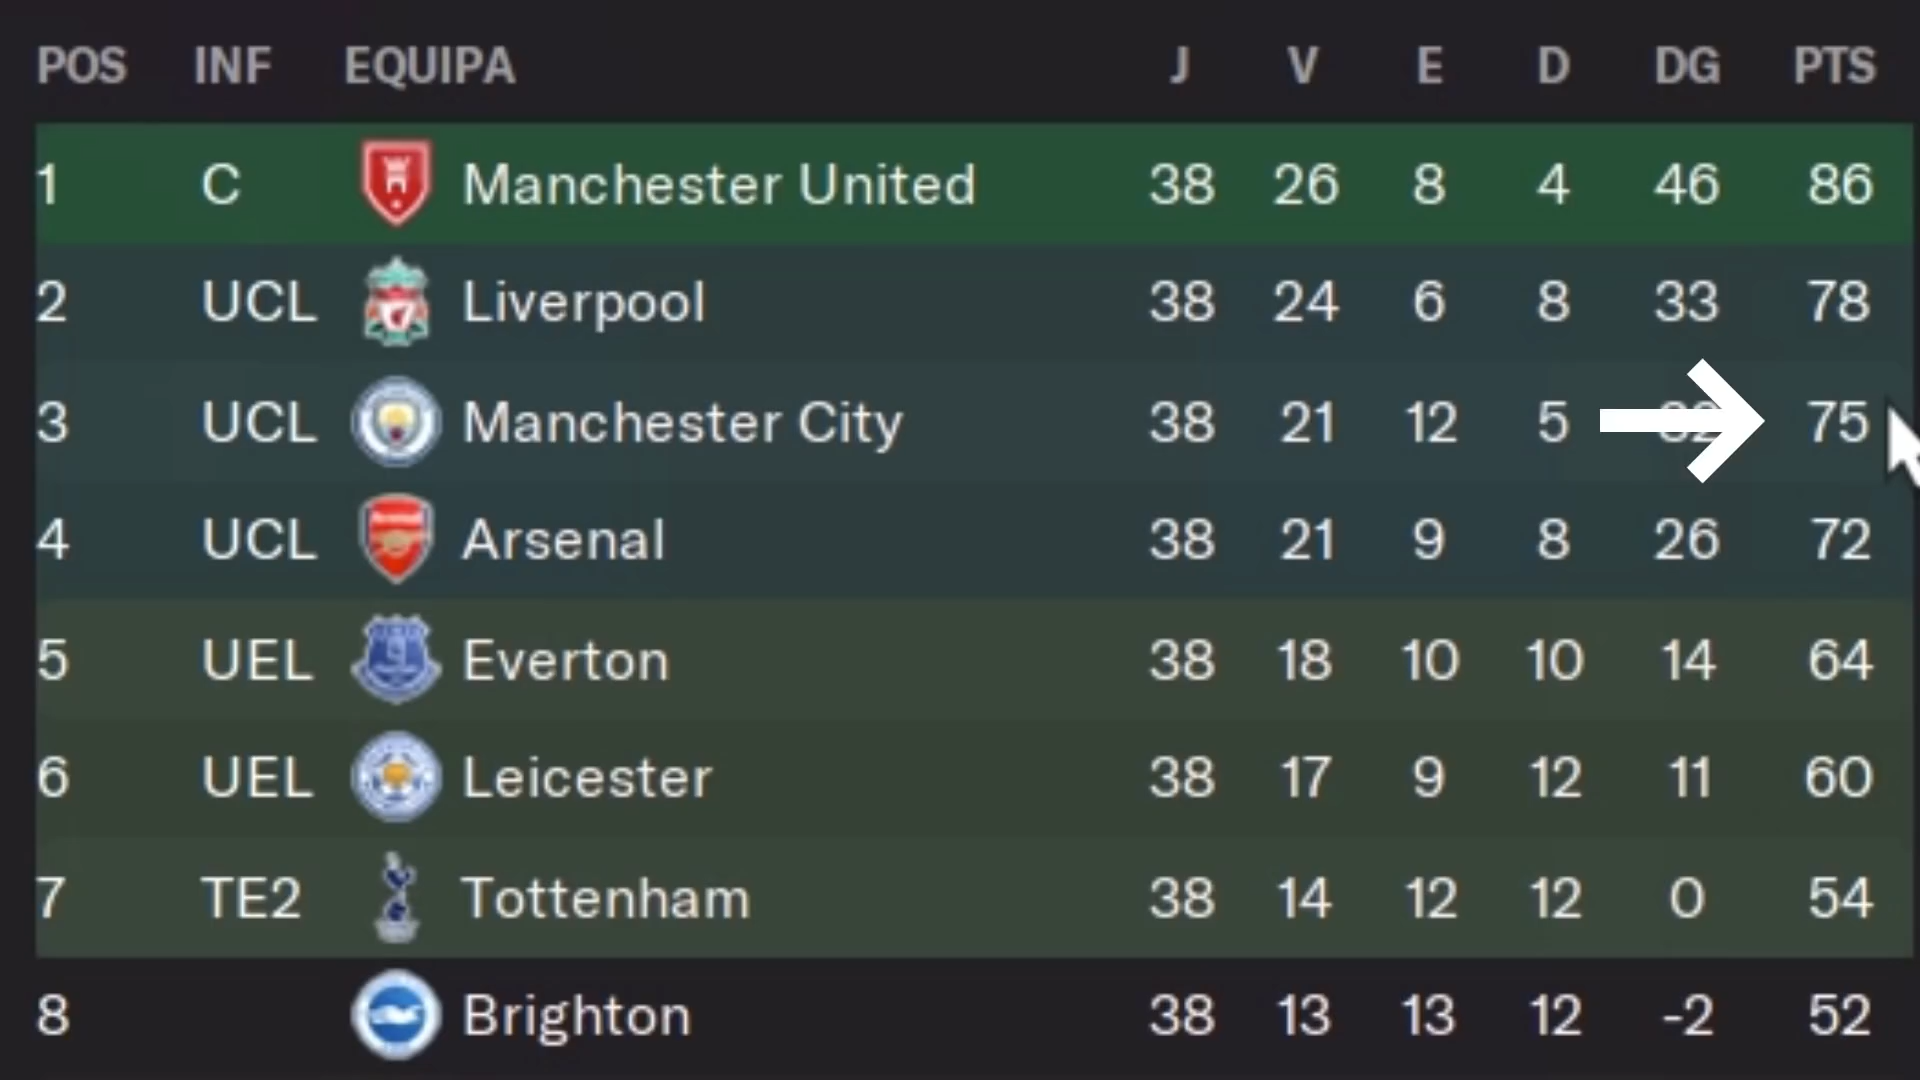 POS INF EQUIPA J V E D DG PTS
1 C Manchester United 38 26 8 4 46 86
2 UCL Liverpool 38 24 6 8 33 78
3 UCL Manchester City 38 21 12 5 75
4 UCL Arsenal 38 21 9 8 26 72
5 UEL Everton 38 18 10 10 14 64
6 UEL Leicester 38 17 9 12 11 60
7 TE2 Tottenham 38 14 12 12 0 54
8 Brighton 38 13 13 12 -2 52